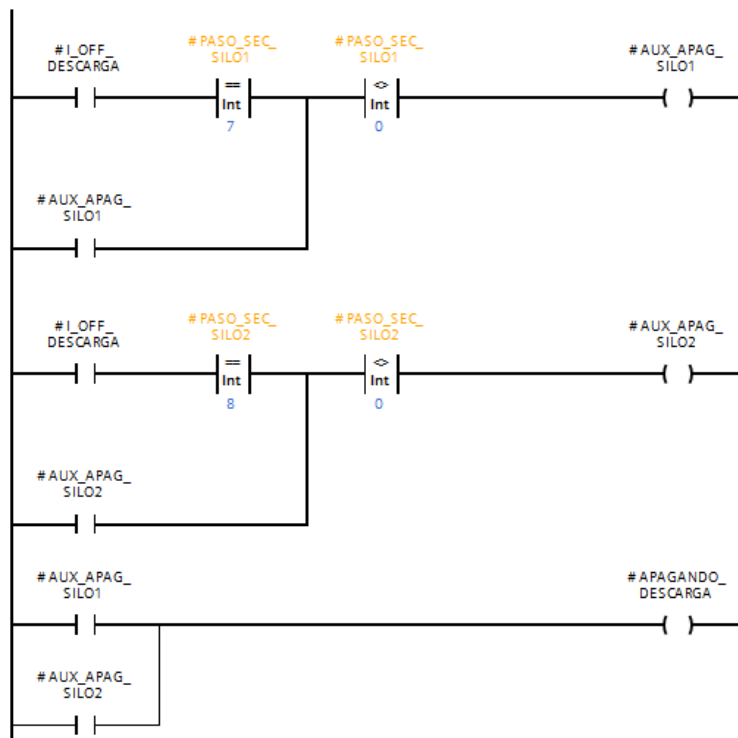 #I_OFF_
DESCARGA
#PASO_SEC_
SILO1
#PASO_SEC_
SILO1
#AUX_APAG_
SILO1
==
Int
7
<>
Int
0
#AUX_APAG_
SILO1
#I_OFF_
DESCARGA
#PASO_SEC_
SILO2
#PASO_SEC_
SILO2
#AUX_APAG_
SILO2
==
Int
8
<>
Int
0
#AUX_APAG_
SILO2
#AUX_APAG_
SILO1
#APAGANDO_
DESCARGA
#AUX_APAG_
SILO2